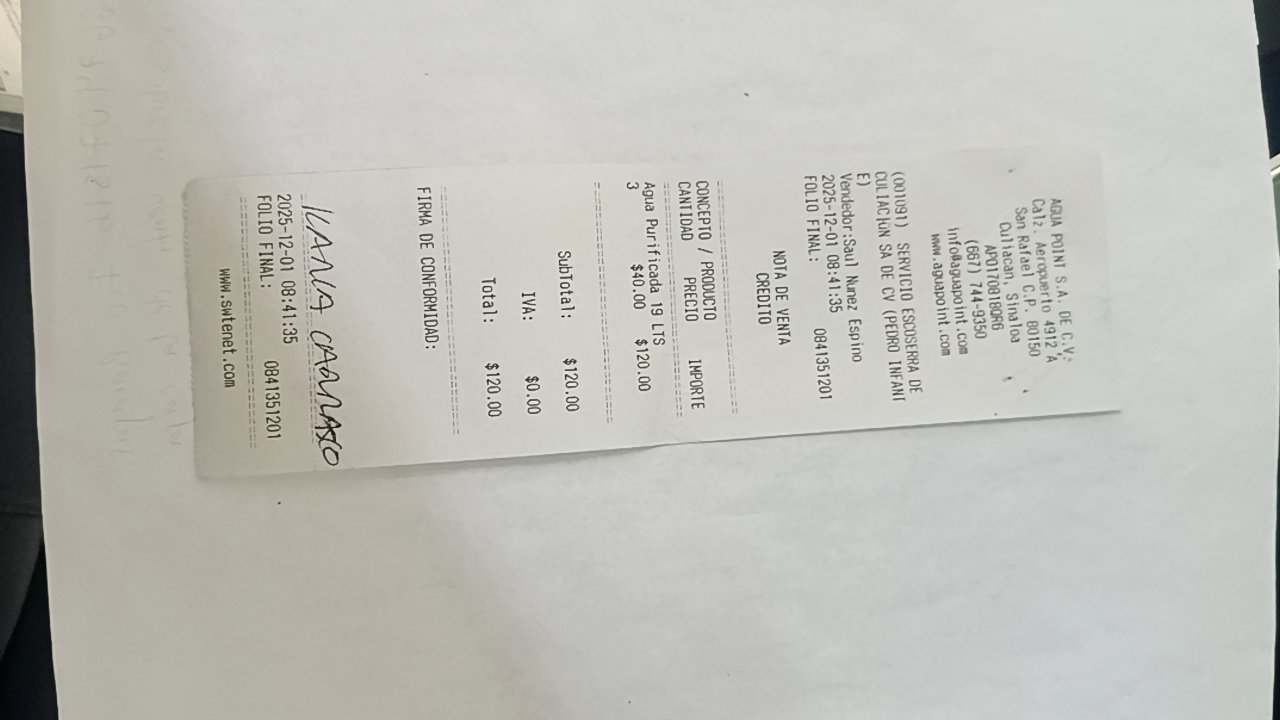 AGUA POINT S.A. DE C.V.
Calz. Aeropuerto 4912 A
San Rafael C.P. 80150
Culiacan, Sinaloa
APO170818QR6
(667) 744-9350
info@aguapoint.com
www.aguapoint.com
(001091) SERVICIO ESCOSERRA DE
CULIACÚN SA DE CV (PEDRO INFANT
E)
Vendedor:Saul Nunez Espino
2025-12-01 08:41:35
FOLIO FINAL: 0841351201
NOTA DE VENTA
CREDITO
CONCEPTO / PRODUCTO
CANTIDAD PRECIO IMPORTE
Agua Purificada 19 LTS
3 $40.00 $120.00
SubTotal: $120.00
IVA: $0.00
Total: $120.00
FIRMA DE CONFORMIDAD:
CARRASCO
2025-12-01 08:41:35
FOLIO FINAL: 0841351201
www.swtenet.com